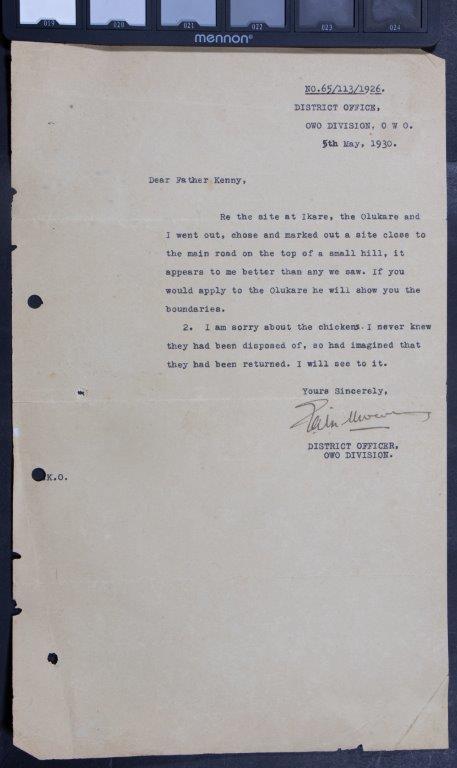 019 020 021 022 023 024
mennon®
NO.65/113/1926.
DISTRICT OFFICE,
OWO DIVISION, O W O.
5th May, 1930.
Dear Father Kenny,
Re the site at Ikare, the Olukare and
I went out, chose and marked out a site close to
the main road on the top of a small hill, it
appears to me better than any we saw. If you
would apply to the Olukare he will show you the
boundaries.
2. I am sorry about the chickens. I never knew
they had been disposed of, so had imagined that
they had been returned. I will see to it.
Yours Sincerely,
DISTRICT OFFICER,
OWO DIVISION.
K.O.